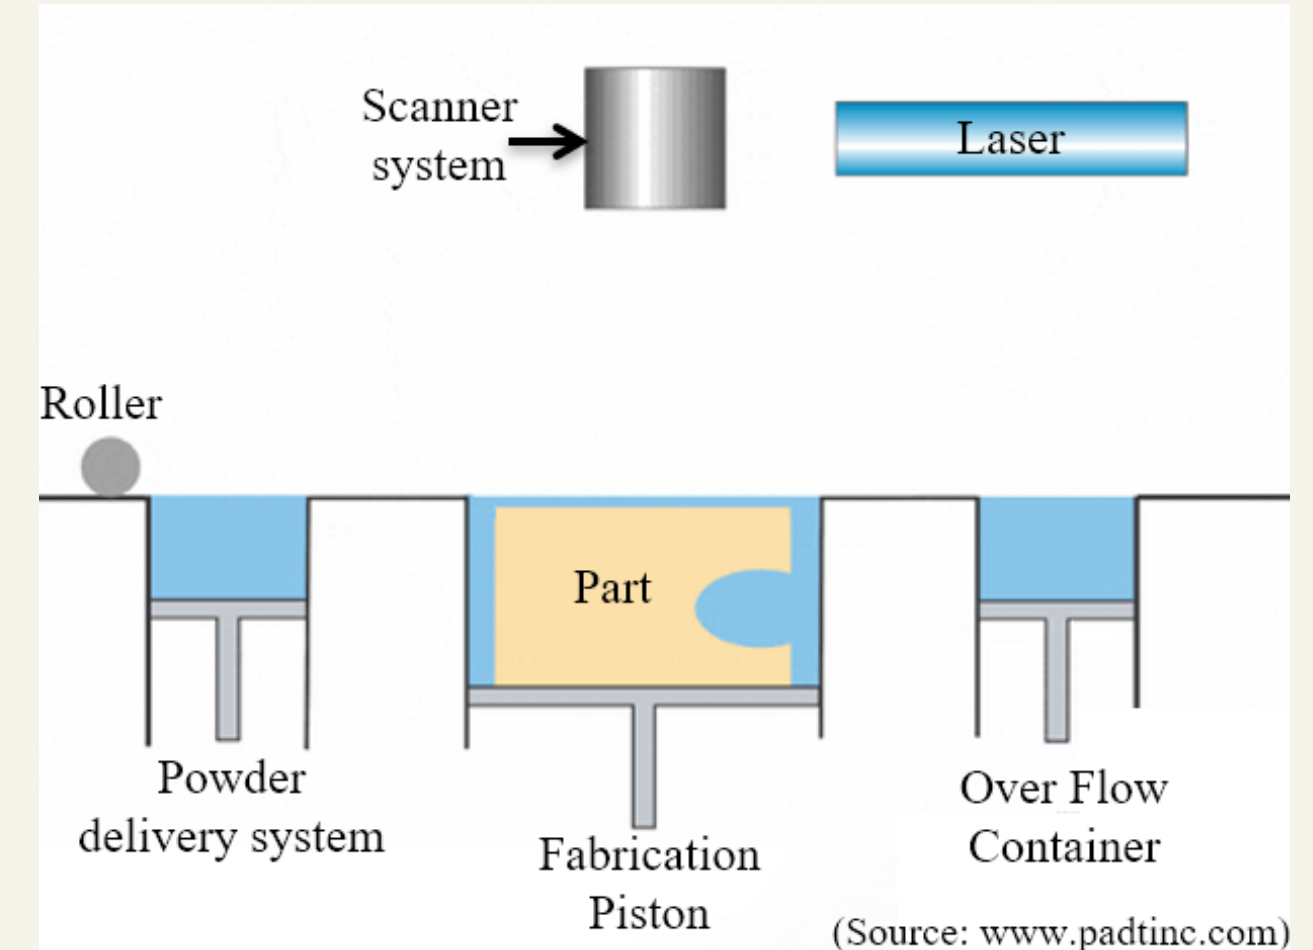 Scanner
system
Laser
Roller
Part
Powder
delivery system
Fabrication
Piston
Over Flow
Container
(Source: www.padtinc.com)